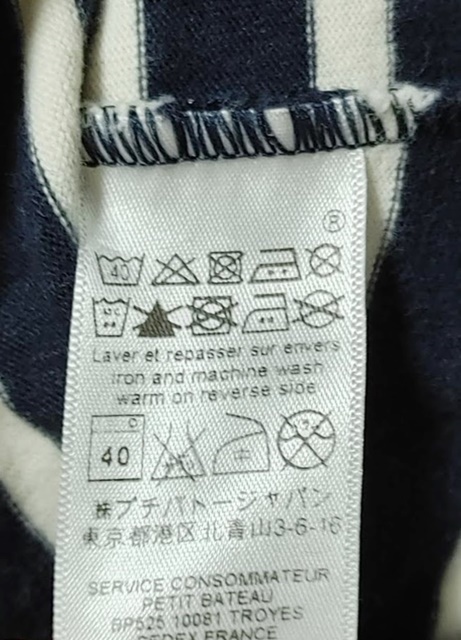 ®
40
Laver et repasser sur envers
Iron and machine wash
warm on reverse side
40 中
株プチバトージャパン
東京都港区北青山3-6-16
SERVICE CONSOMMATEUR
PETIT BATEAU
BP525 10081 TROYES
CEDEX FRANCE